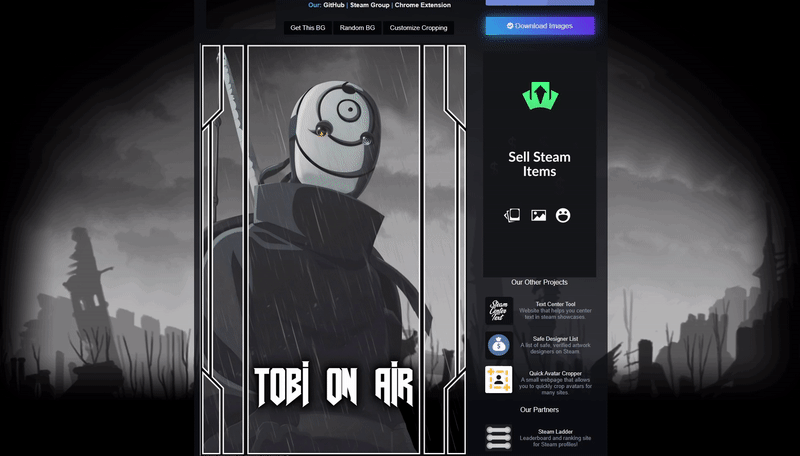 Our: GitHub | Steam Group | Chrome Extension
Get This BG
Random BG
Customize Cropping
Download Images
TOBI ON AIR
Sell Steam
Items
Our Other Projects
Steam
Center
Text
Text Center Tool
Website that helps you center
text in steam showcases.
Safe Designer List
A list of safe, verified artwork
designers on Steam
Quick Avatar Cropper
A small webpage that allows
you to quickly crop avatars for
many sites.
Our Partners
Steam Ladder
Leaderboard and ranking site
for Steam profiles!